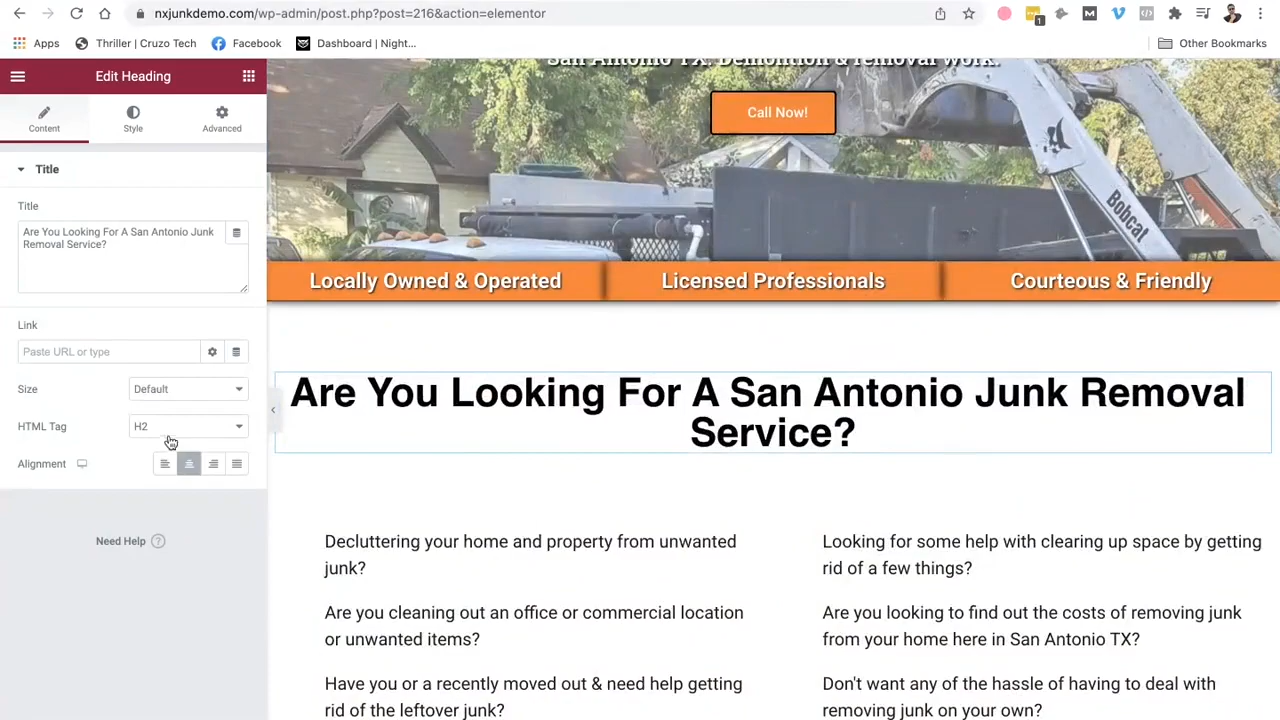 nxjunkdemo.com/wp-admin/post.php?post=216&action=elementor
1
Apps
Thriller | Cruzo Tech
Facebook
Dashboard | Night...
Other Bookmarks
Edit Heading
Content
Style
Advanced
Title
Title
Are You Looking For A San Antonio Junk
Removal Service?
Link
Paste URL or type
Size
Default
HTML Tag
H2
Alignment
Need Help ?
San Antonio TX. Demolition & removal work.
Call Now!
Bobcat
Locally Owned & Operated
Licensed Professionals
Courteous & Friendly
Are You Looking For A San Antonio Junk Removal
Service?
Decluttering your home and property from unwanted
junk?
Are you cleaning out an office or commercial location
or unwanted items?
Have you or a recently moved out & need help getting
rid of the leftover junk?
Looking for some help with clearing up space by getting
rid of a few things?
Are you looking to find out the costs of removing junk
from your home here in San Antonio TX?
Don't want any of the hassle of having to deal with
removing junk on your own?